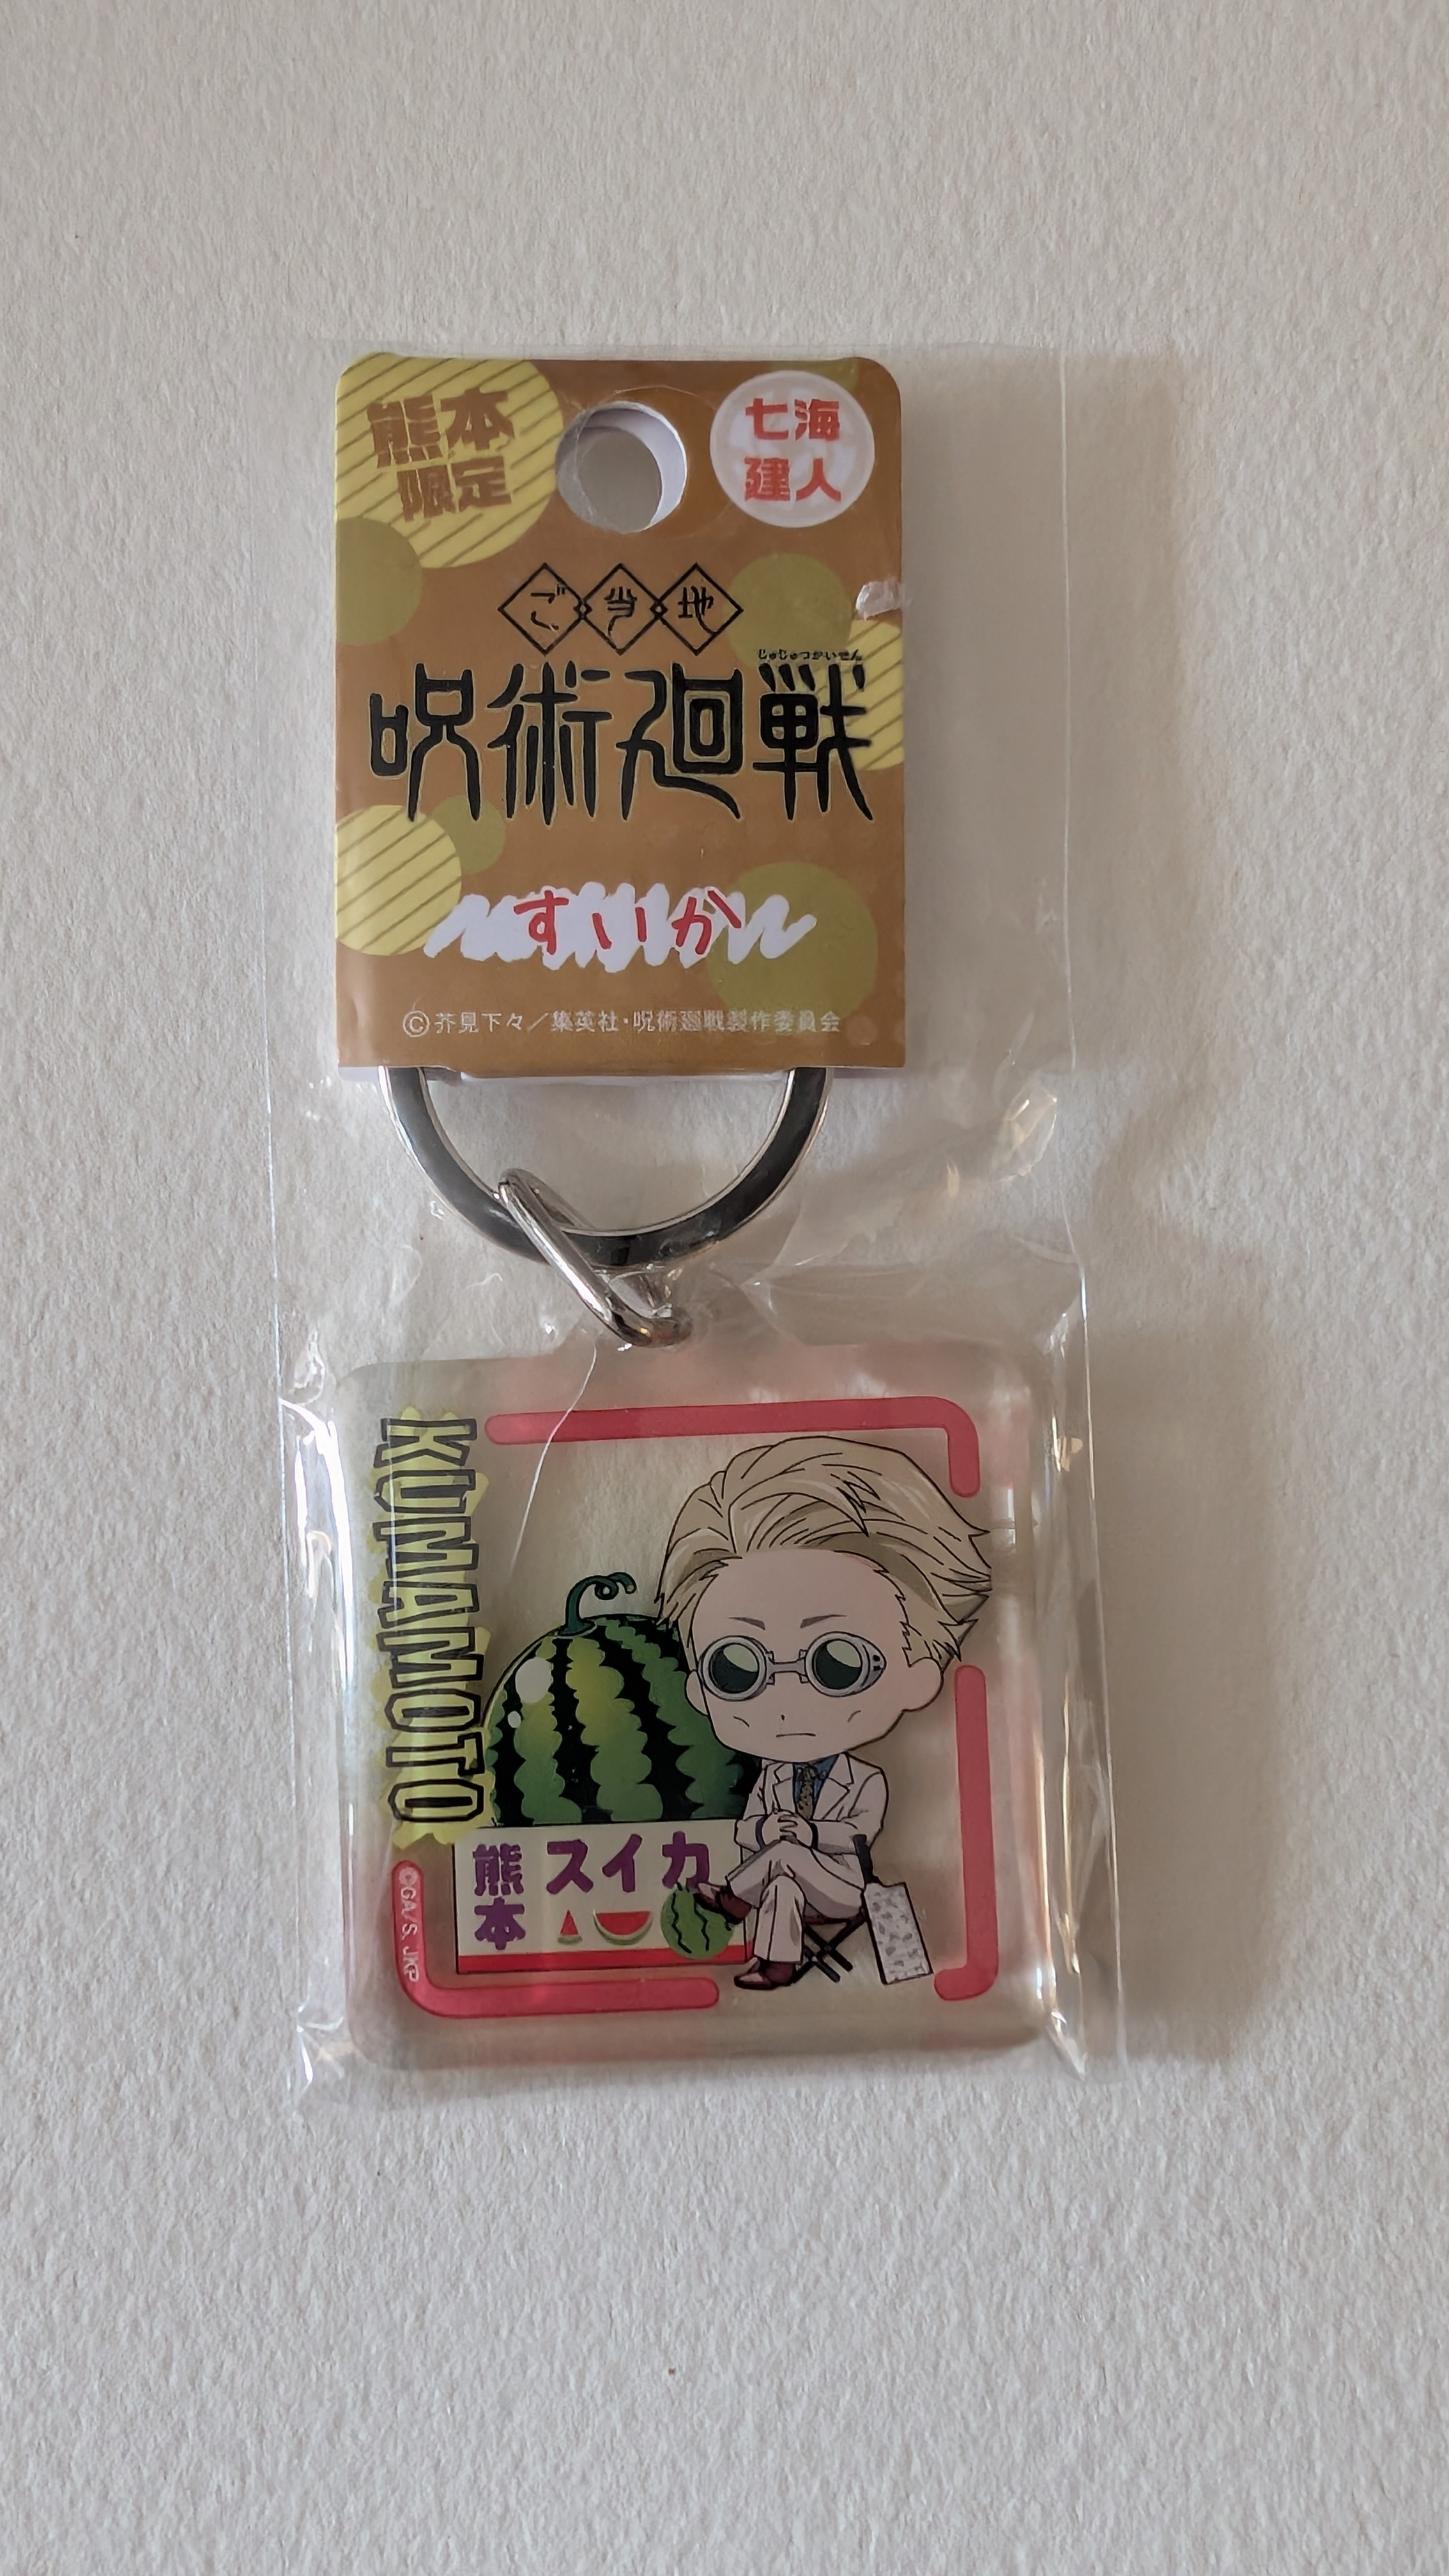 熊本
限定
七海
建人
ご当地
じゅじゅつかいせん
呪術廻戦
すいか
©芥見下々／集英社・呪術廻戦製作委員会
KUMAMOTO
熊本
スイカ
©GA/S, JKP